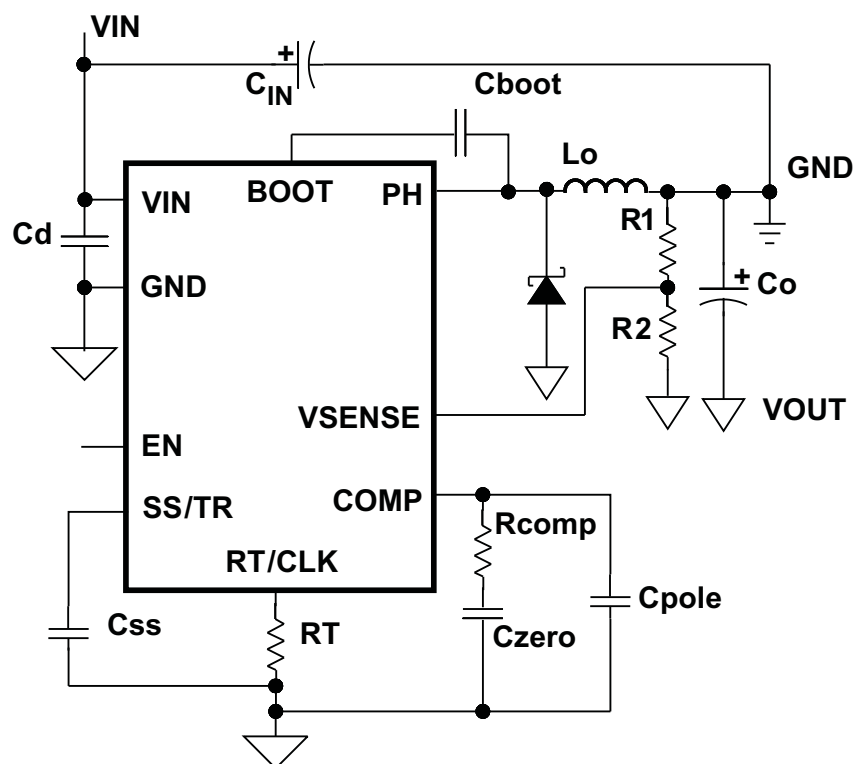 VIN
+
CIN
Cboot
Lo
GND
BOOT
PH
VIN
R1
Cd
GND
+
Co
R2
VSENSE
VOUT
EN
SS/TR
COMP
Rcomp
RT/CLK
Cpole
Css
RT
Czero